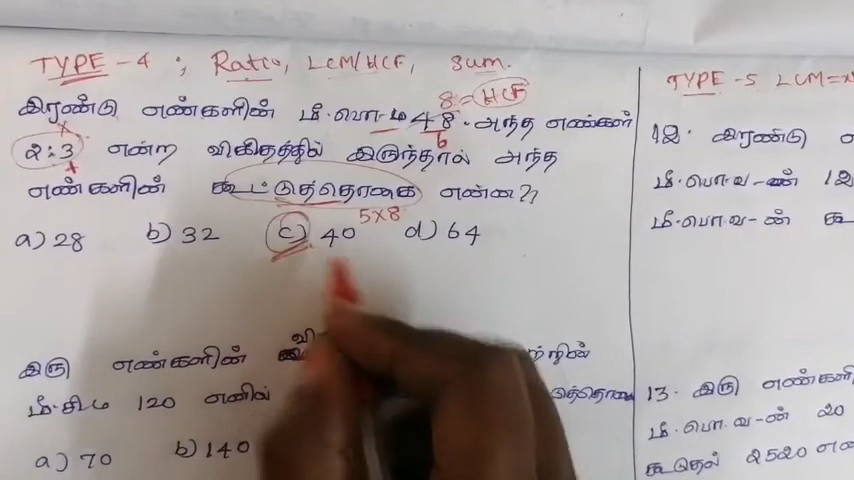 TYPE - 4 ; Ratio, LCM/HCF, Sum.
8 = HCF
இரண்டு எண்களின் மீ.பொ.ம 48. அந்த எண்கள்
6
2:3 என்ற விகிதத்தில் இருந்தால் அந்த
எண்களின் கூட்டுத்தொகை என்ன??
5x8
a) 28 b) 32 c) 40 d) 64
இரு எண்களின்
மீ.சி.ம 120 எனில்
a) 70 b) 140
TYPE - 5 LCM =
12. இரண்டு
மீ.பொ.வ-ண் 12
மீ.பொ.வ-ன் கூ
13. இரு எண்களி
மீ.பொ.வ-ன் 20
கூடுதல் 2520 என